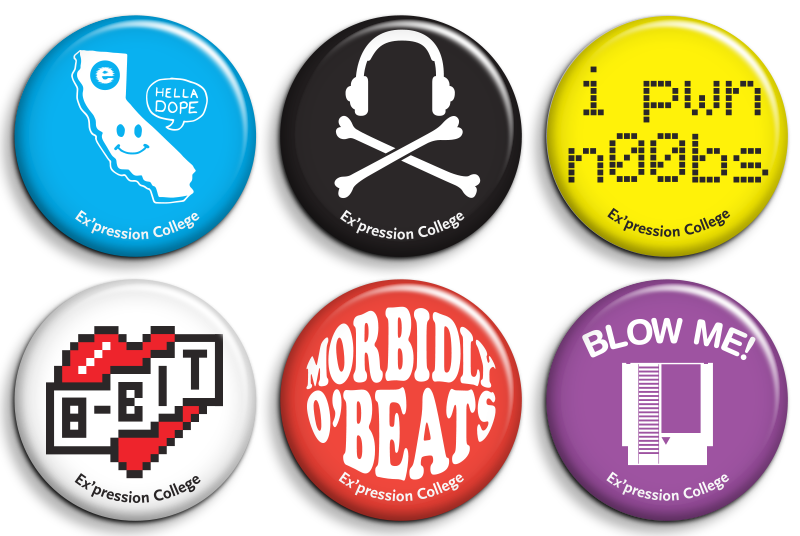 e
HELLA
DOPE
Ex'pression College
Ex'pression College
i pwn
n00bs
Ex'pression College
8-BIT
Ex'pression College
MORBIDLY
O'BEATS
Ex'pression College
BLOW ME!
Ex'pression College